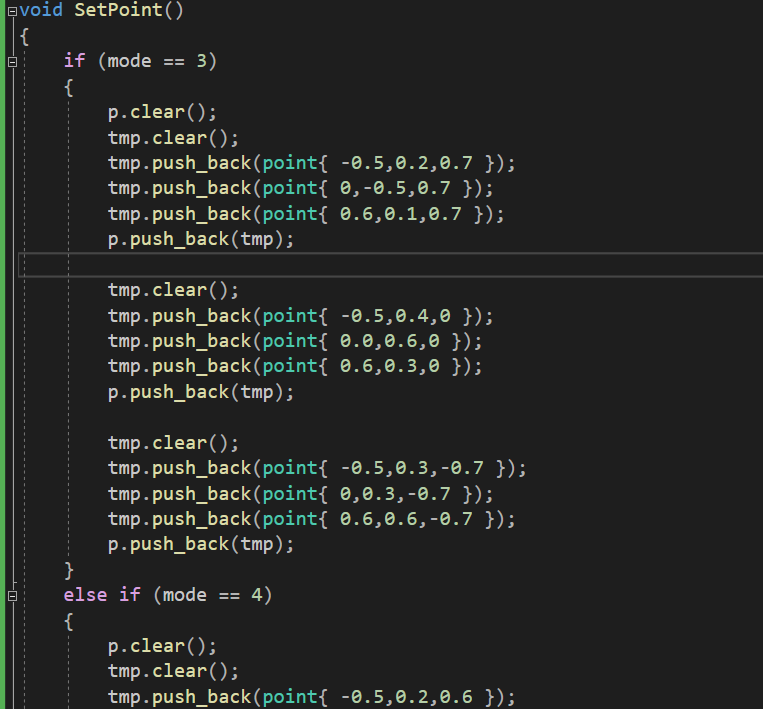 void SetPoint()
{
    if (mode == 3)
    {
        p.clear();
        tmp.clear();
        tmp.push_back(point{ -0.5,0.2,0.7 });
        tmp.push_back(point{ 0,-0.5,0.7 });
        tmp.push_back(point{ 0.6,0.1,0.7 });
        p.push_back(tmp);

        tmp.clear();
        tmp.push_back(point{ -0.5,0.4,0 });
        tmp.push_back(point{ 0.0,0.6,0 });
        tmp.push_back(point{ 0.6,0.3,0 });
        p.push_back(tmp);

        tmp.clear();
        tmp.push_back(point{ -0.5,0.3,-0.7 });
        tmp.push_back(point{ 0,0.3,-0.7 });
        tmp.push_back(point{ 0.6,0.6,-0.7 });
        p.push_back(tmp);
    }
    else if (mode == 4)
    {
        p.clear();
        tmp.clear();
        tmp.push_back(point{ -0.5,0.2,0.6 });